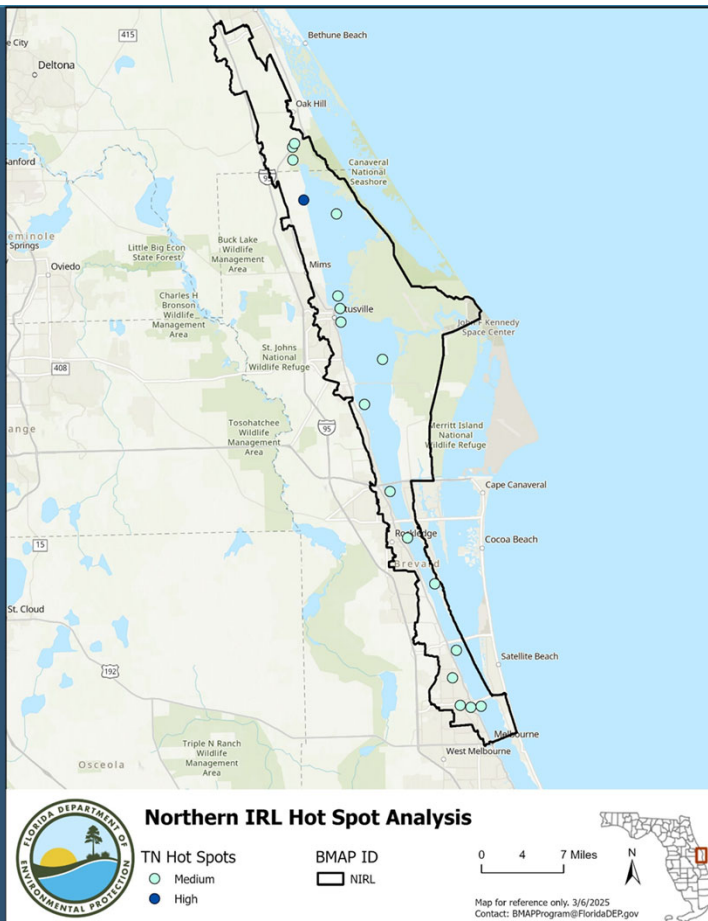 415
Bethune Beach
e City
Deltona
Oak Hill
Sanford
95
Canaveral
National
Seashore
eminole
Springs
Oviedo
Little Big Econ
State Forest
Buck Lake
Wildlife
Management
Area
Mims
Charles H
Bronson
Wildlife
Management
Area
tusville
John F Kennedy
Space Center
St. Johns
National
Wildlife Refuge
408
ange
Tosohatchee
Wildlife
Management
Area
95
Merritt Island
National
Wildlife Refuge
Cape Canaveral
15
Rockledge
Cocoa Beach
Brevard
St. Cloud
192
Satellite Beach
Melbourne
West Melbourne
Triple N Ranch
Wildlife
Management
Area
Osceola
FLORIDA DEPARTMENT OF
ENVIRONMENTAL PROTECTION
Northern IRL Hot Spot Analysis
TN Hot Spots
Medium
High
BMAP ID
NIRL
0 4 7 Miles
N
Map for reference only. 3/6/2025
Contact: BMAPProgram@FloridaDEP.gov